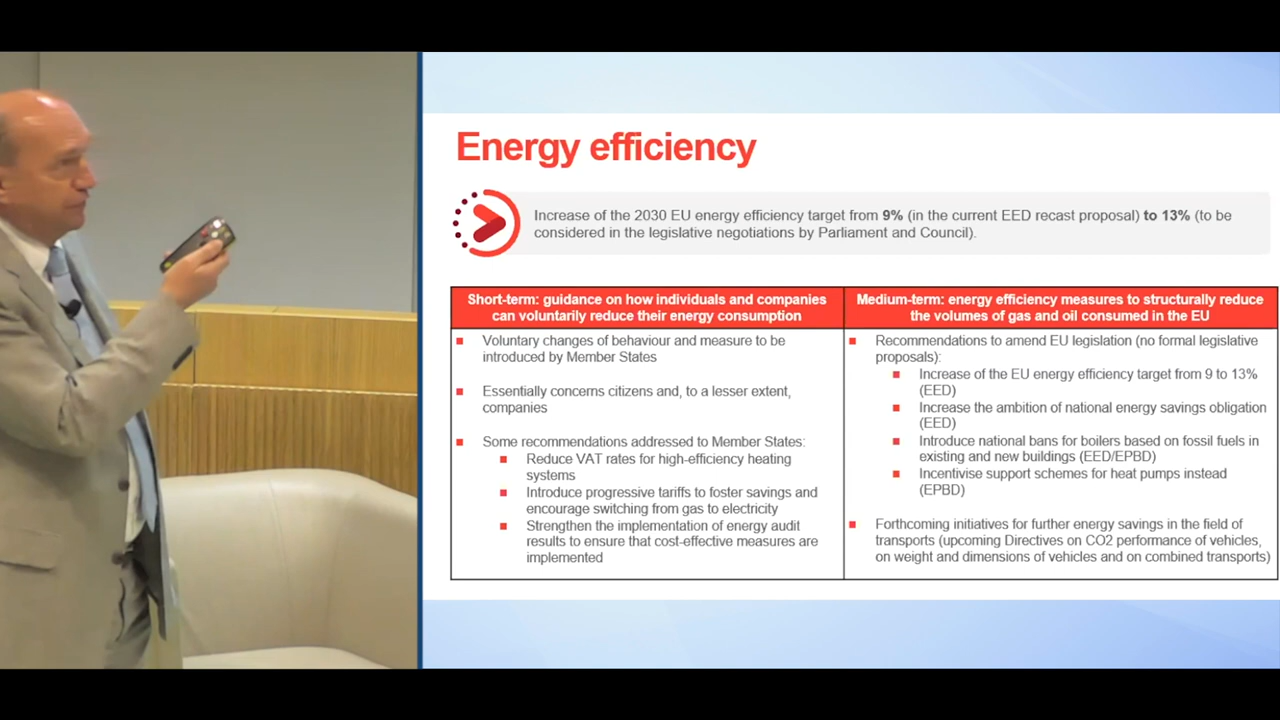 Energy efficiency
Increase of the 2030 EU energy efficiency target from 9% (in the current EED recast proposal) to 13% (to be
considered in the legislative negotiations by Parliament and Council).
Short-term: guidance on how individuals and companies
can voluntarily reduce their energy consumption
Voluntary changes of behaviour and measure to be
introduced by Member States
Essentially concerns citizens and, to a lesser extent,
companies
Some recommendations addressed to Member States:
Reduce VAT rates for high-efficiency heating
systems
Introduce progressive tariffs to foster savings and
encourage switching from gas to electricity
Strengthen the implementation of energy audit
results to ensure that cost-effective measures are
implemented
Medium-term: energy efficiency measures to structurally reduce
the volumes of gas and oil consumed in the EU
Recommendations to amend EU legislation (no formal legislative
proposals):
Increase of the EU energy efficiency target from 9 to 13%
(EED)
Increase the ambition of national energy savings obligation
(EED)
Introduce national bans for boilers based on fossil fuels in
existing and new buildings (EED/EPBD)
Incentivise support schemes for heat pumps instead
(EPBD)
Forthcoming initiatives for further energy savings in the field of
transports (upcoming Directives on CO2 performance of vehicles,
on weight and dimensions of vehicles and on combined transports)